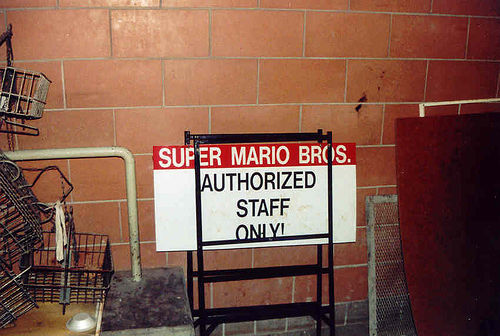 SUPER MARIO BROS.
AUTHORIZED
STAFF
ONLY!